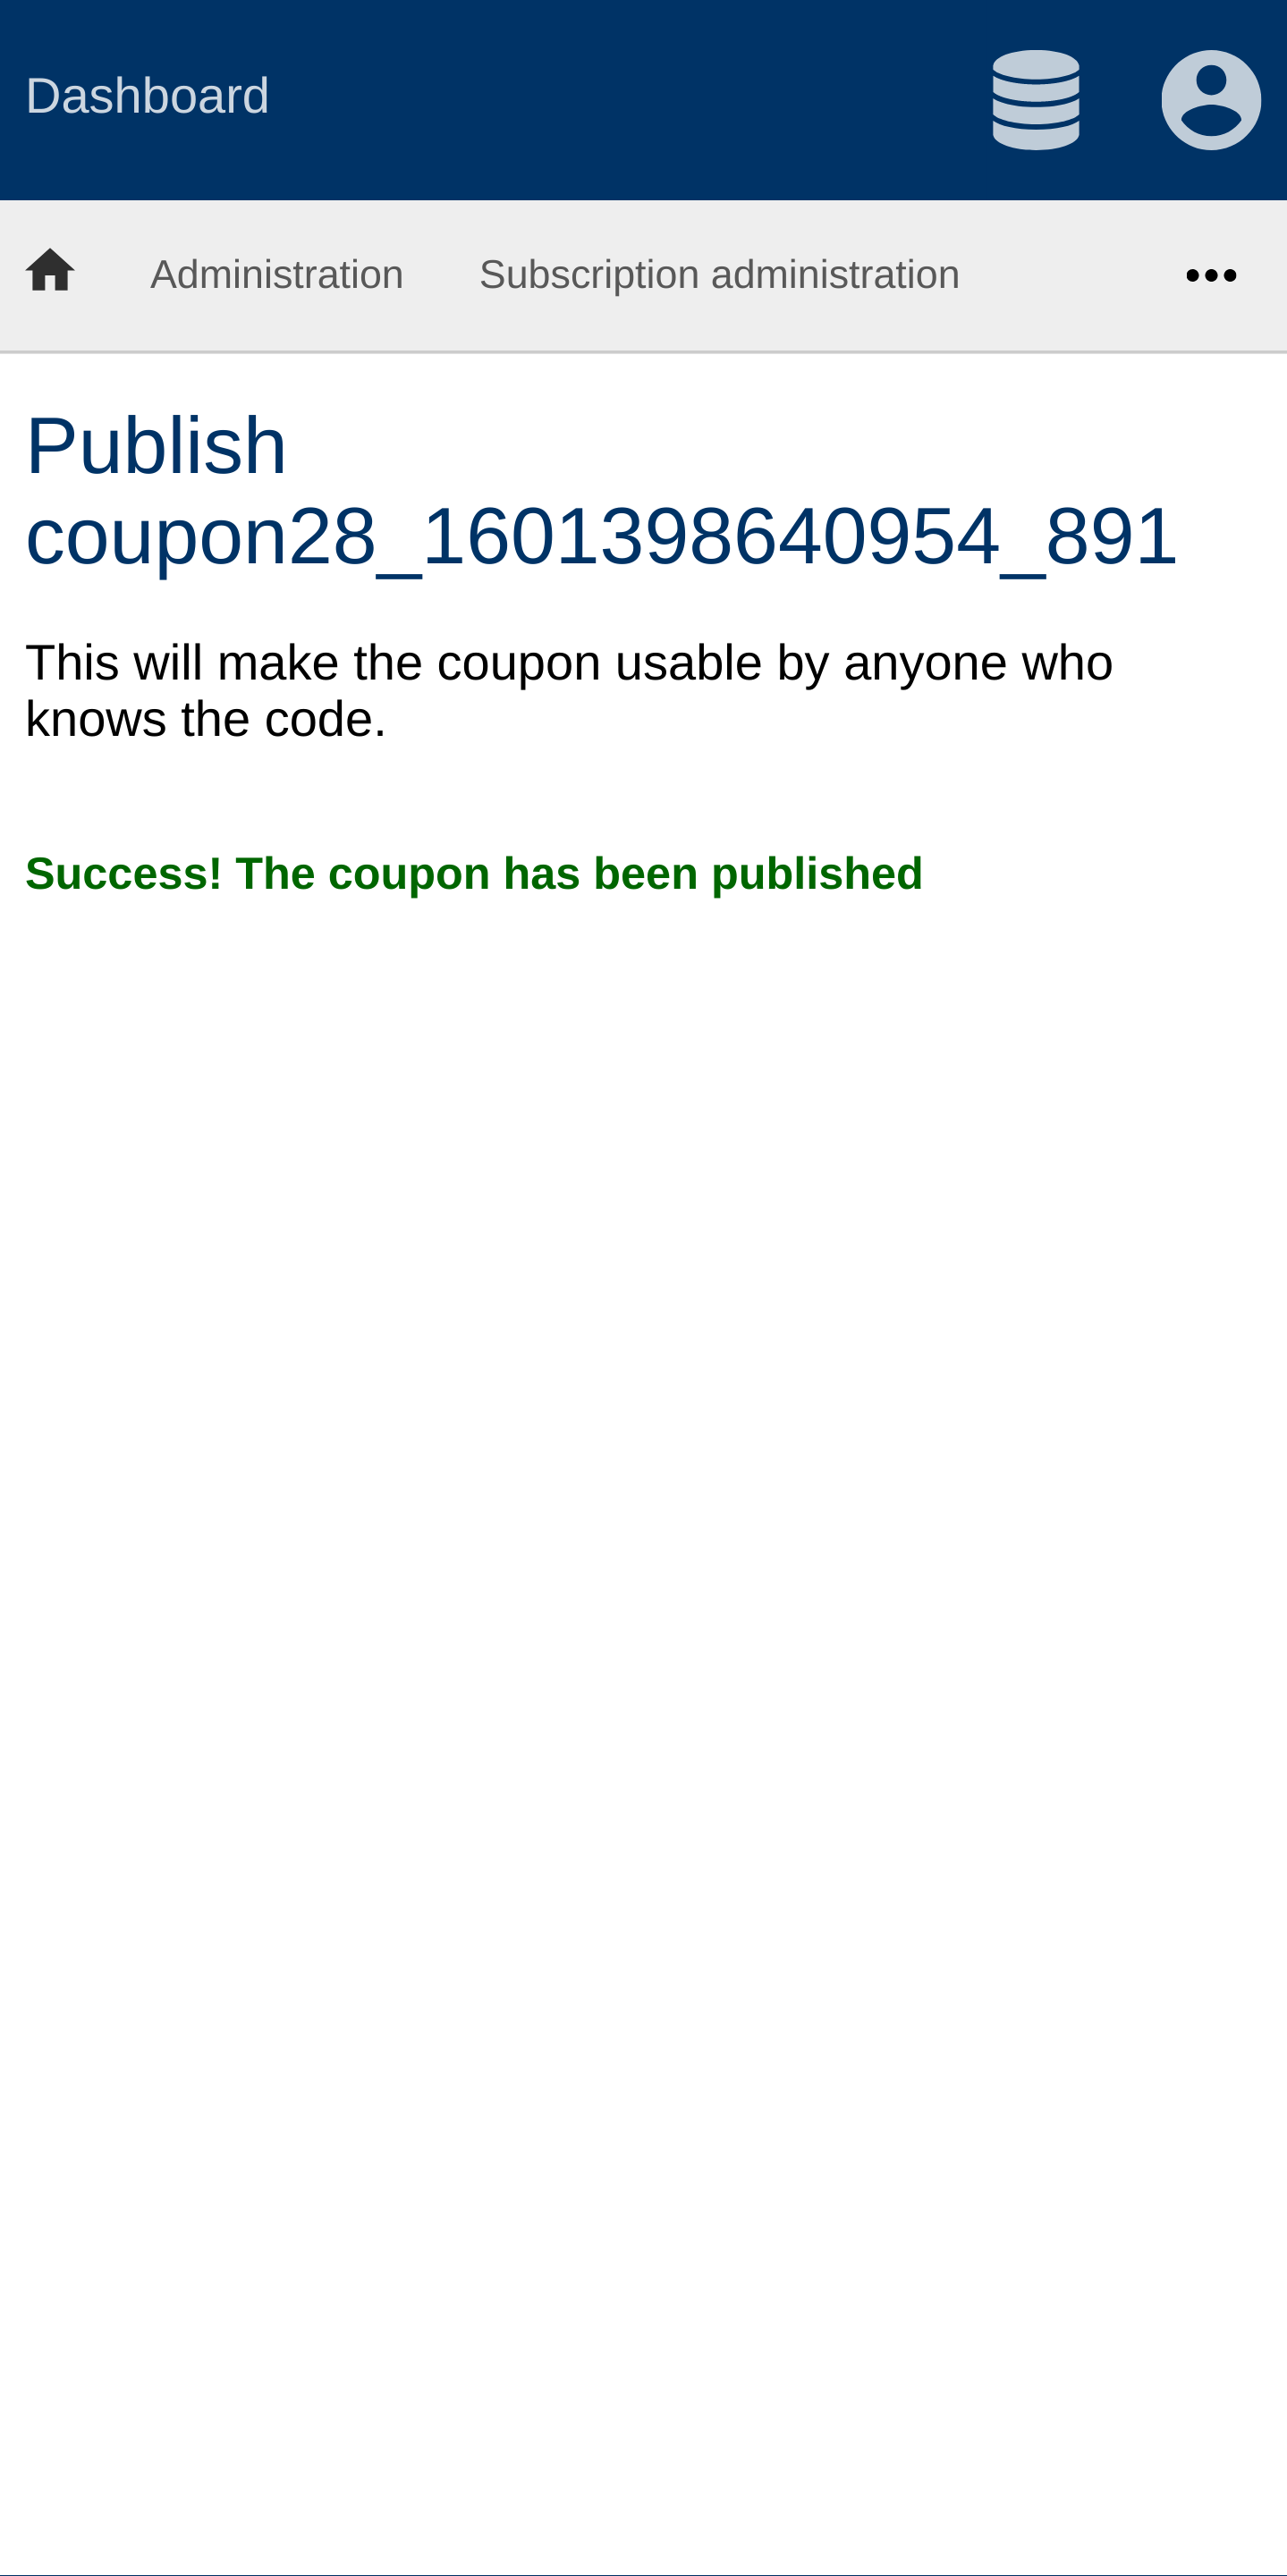 Dashboard
Administration Subscription administration
Publish
coupon28_1601398640954_891
This will make the coupon usable by anyone who
knows the code.
Success! The coupon has been published